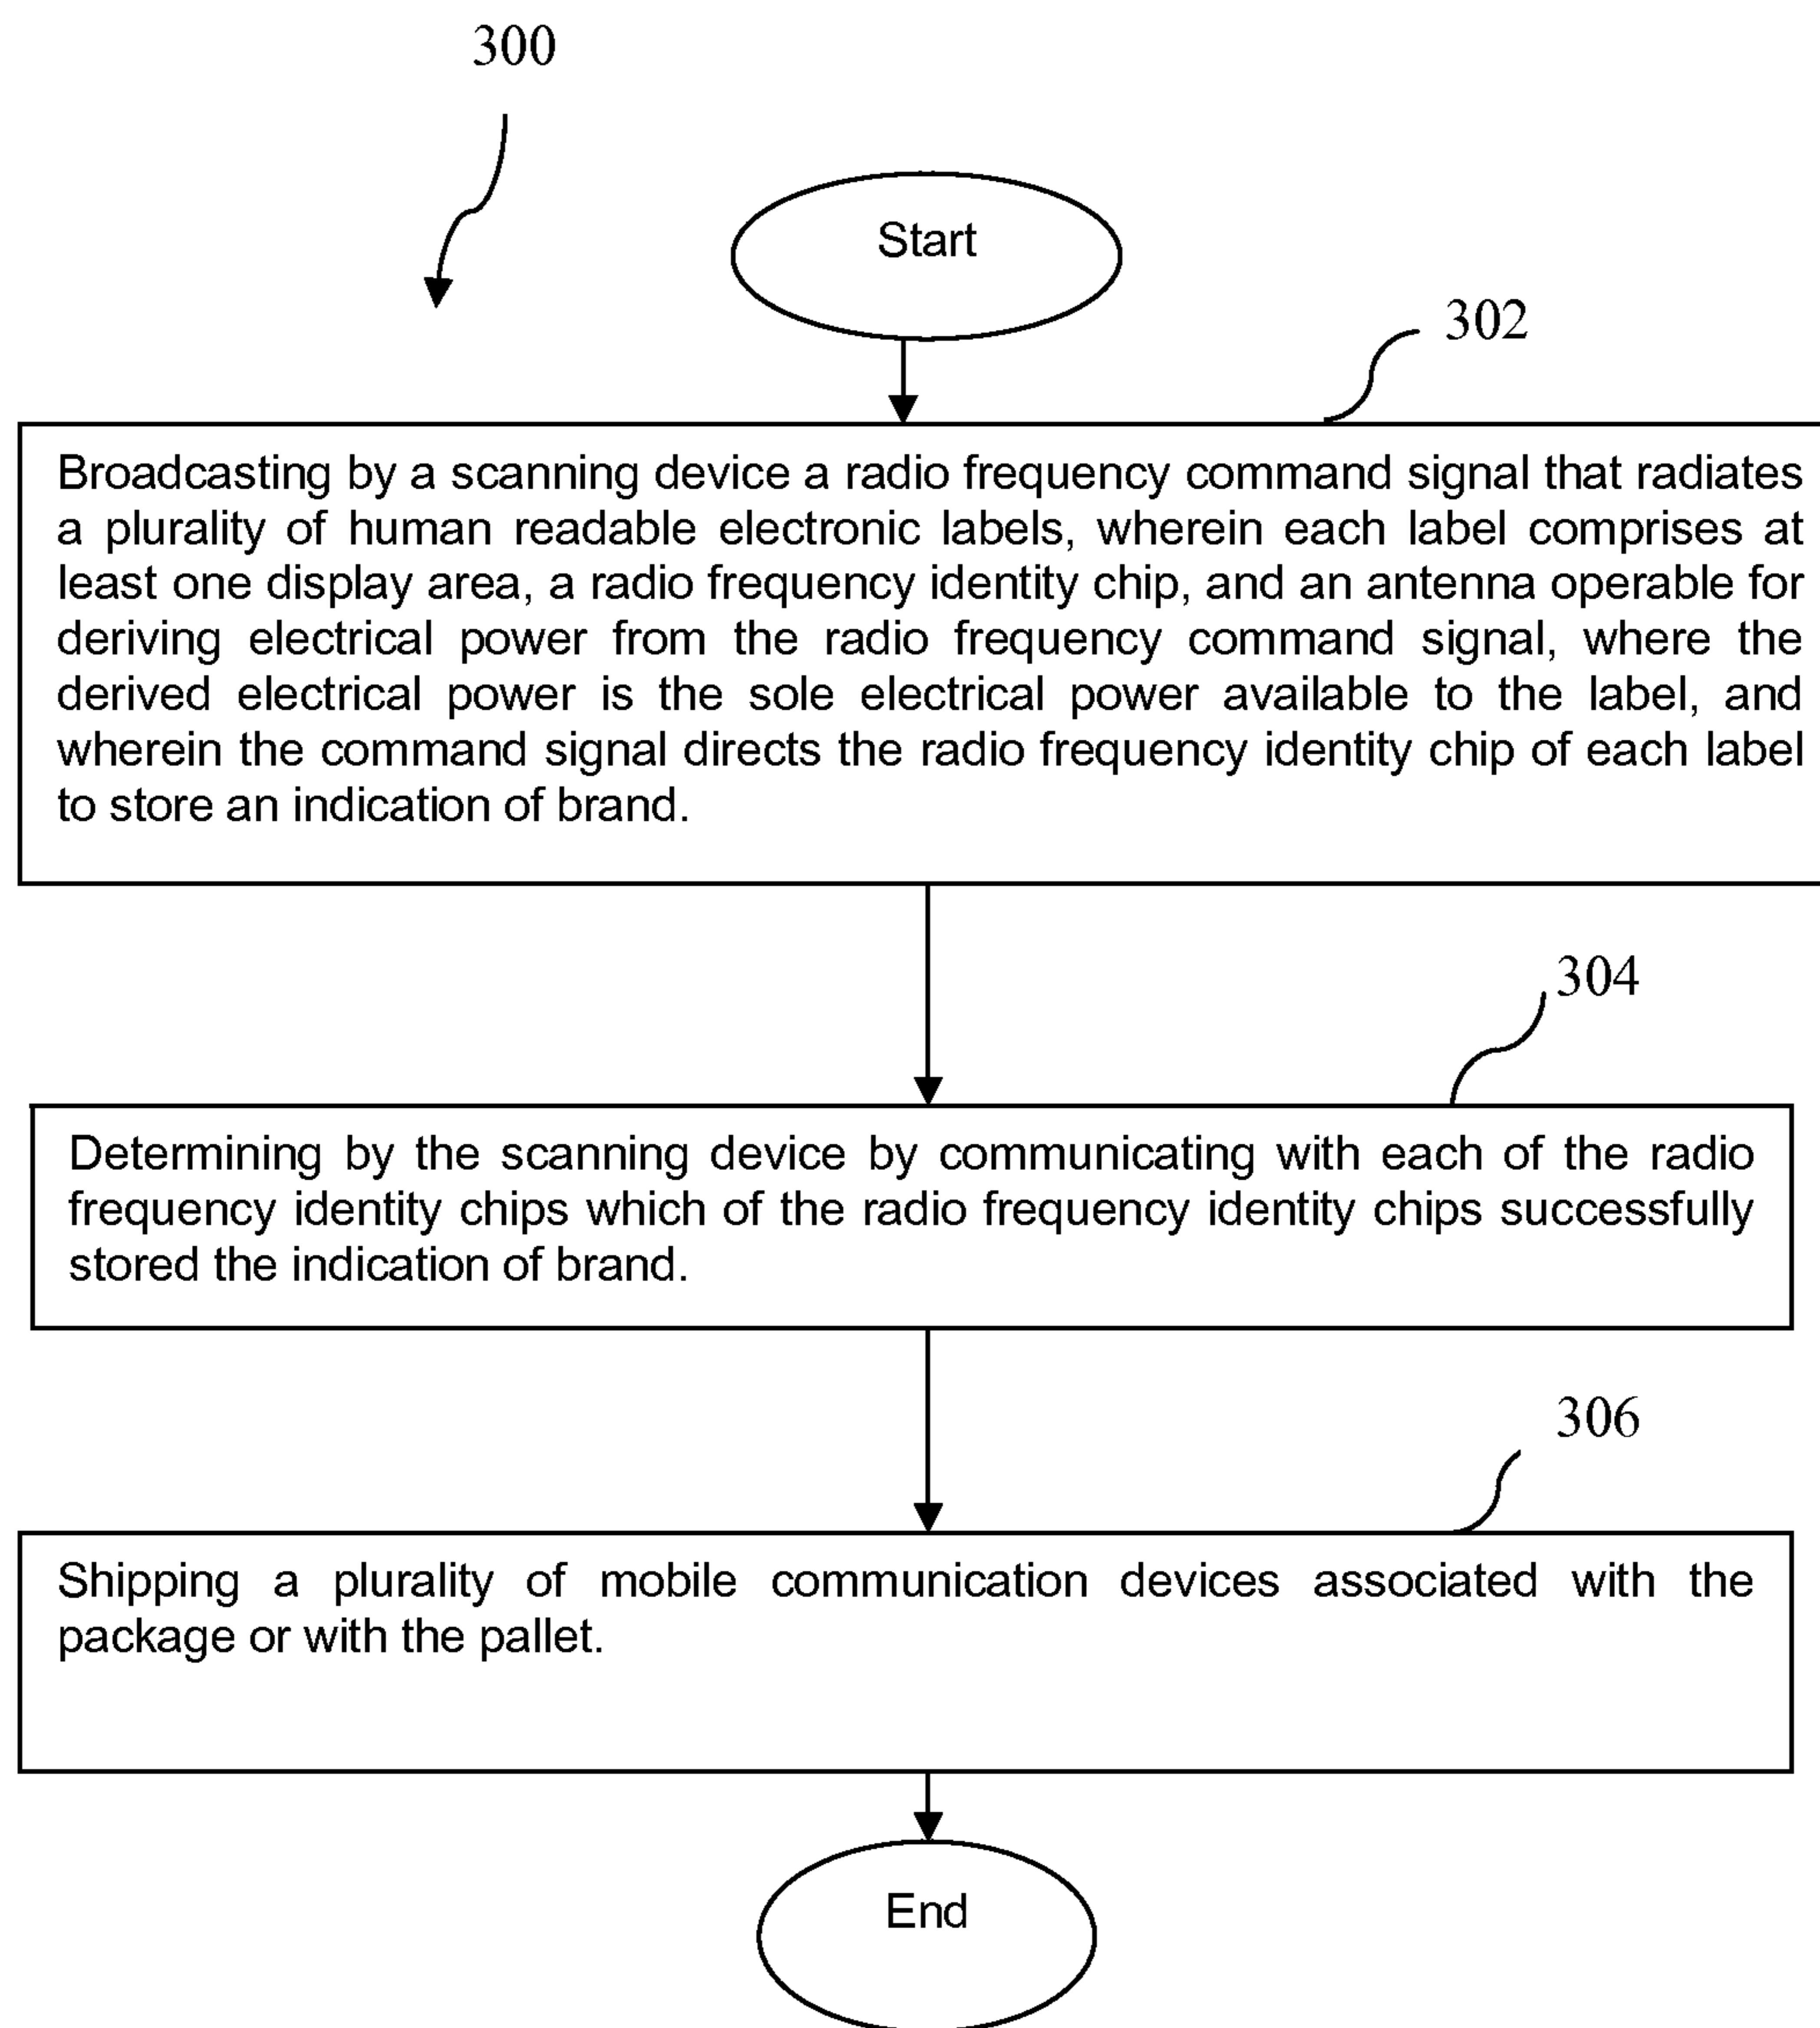 300
Start
302
Broadcasting by a scanning device a radio frequency command signal that radiates
a plurality of human readable electronic labels, wherein each label comprises at
least one display area, a radio frequency identity chip, and an antenna operable for
deriving electrical power from the radio frequency command signal, where the
derived electrical power is the sole electrical power available to the label, and
wherein the command signal directs the radio frequency identity chip of each label
to store an indication of brand.
304
Determining by the scanning device by communicating with each of the radio
frequency identity chips which of the radio frequency identity chips successfully
stored the indication of brand.
306
Shipping a plurality of mobile communication devices associated with the
package or with the pallet.
End